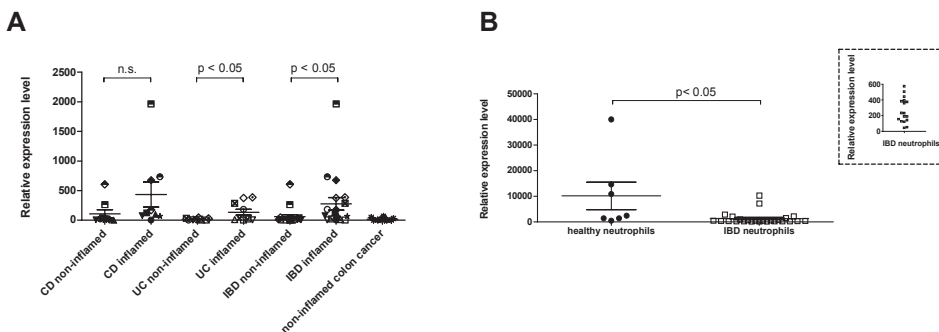 A
Relative expression level
2500
2000
1500
1000
500
0
n.s.
p < 0.05
p < 0.05
CD non-inflamed
CD inflamed
UC non-inflamed
UC inflamed
IBD non-inflamed
IBD inflamed
non-inflamed colon cancer
B
Relative expression level
50000
40000
30000
20000
10000
0
p< 0.05
healthy neutrophils
IBD neutrophils
Relative expression level
600
400
200
0
IBD neutrophils